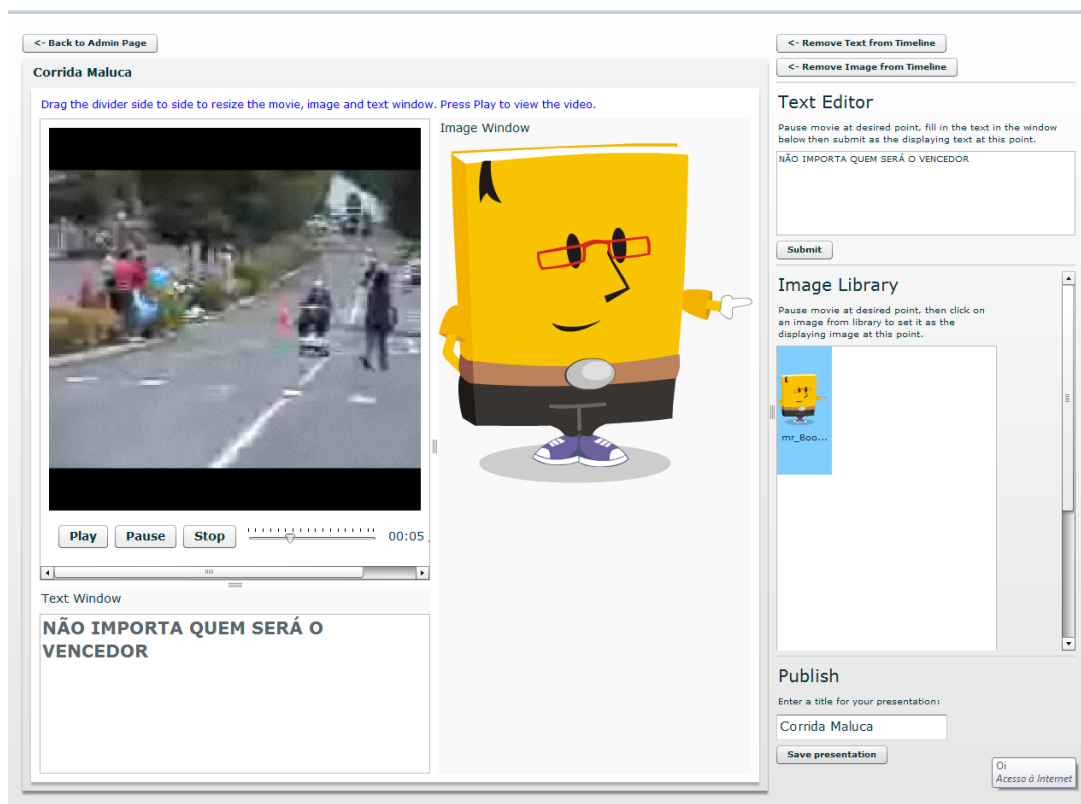 <- Back to Admin Page
Corrida Maluca
Drag the divider side to side to resize the movie, image and text window. Press Play to view the video.
Image Window
Play
Pause
Stop
00:05
Text Window
NÃO IMPORTA QUEM SERÁ O
VENCEDOR
<- Remove Text from Timeline
<- Remove Image from Timeline
Text Editor
Pause movie at desired point, fill in the text in the window
below then submit as the displaying text at this point.
NÃO IMPORTA QUEM SERÁ O VENCEDOR
Submit
Image Library
Pause movie at desired point, then click on
an image from library to set it as the
displaying image at this point.
mr_Boo...
Publish
Enter a title for your presentation:
Corrida Maluca
Save presentation
Oi
Acesso à Internet